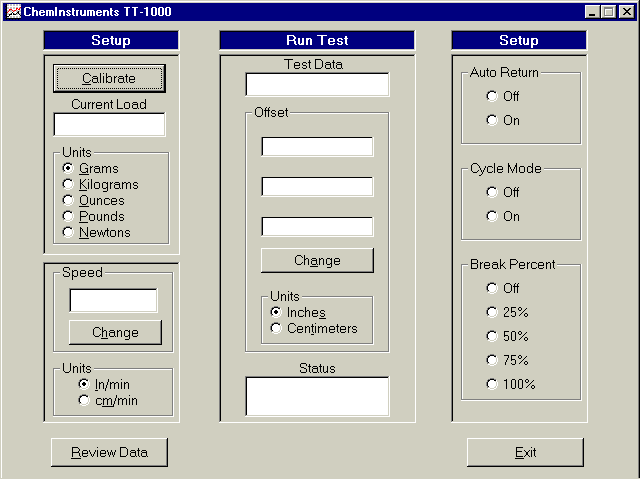 ChemInstruments TT-1000
Setup
Calibrate
Current Load
Units
Grams
Kilograms
Ounces
Pounds
Newtons
Speed
Change
Units
In/min
cm/min
Review Data
Run Test
Test Data
Offset
Change
Units
Inches
Centimeters
Status
Setup
Auto Return
Off
On
Cycle Mode
Off
On
Break Percent
Off
25%
50%
75%
100%
Exit